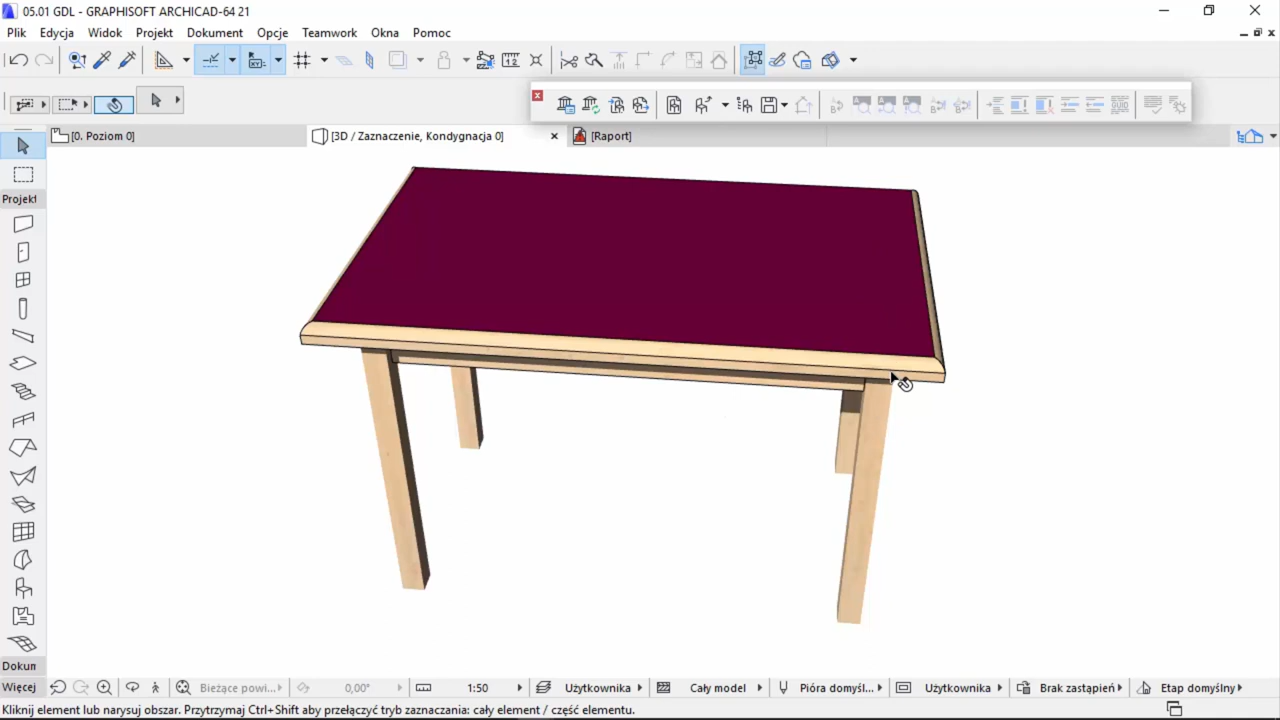 05.01 GDL - GRAPHISOFT ARCHICAD-64 21
Plik Edycja Widok Projekt Dokument Opcje Teamwork Okna Pomoc
[0. Poziom 0] [3D / Zaznaczenie, Kondygnacja 0] [Raport]
Projekt
Dokun
Więcej Bieżące powi... 0,00° 1:50 Użytkownika Cały model Pióra domyśl... Użytkownika Brak zastąpień Etap domyślny
Kliknij element lub narysuj obszar. Przytrzymaj Ctrl+Shift aby przełączyć tryb zaznaczania: cały element / część elementu.